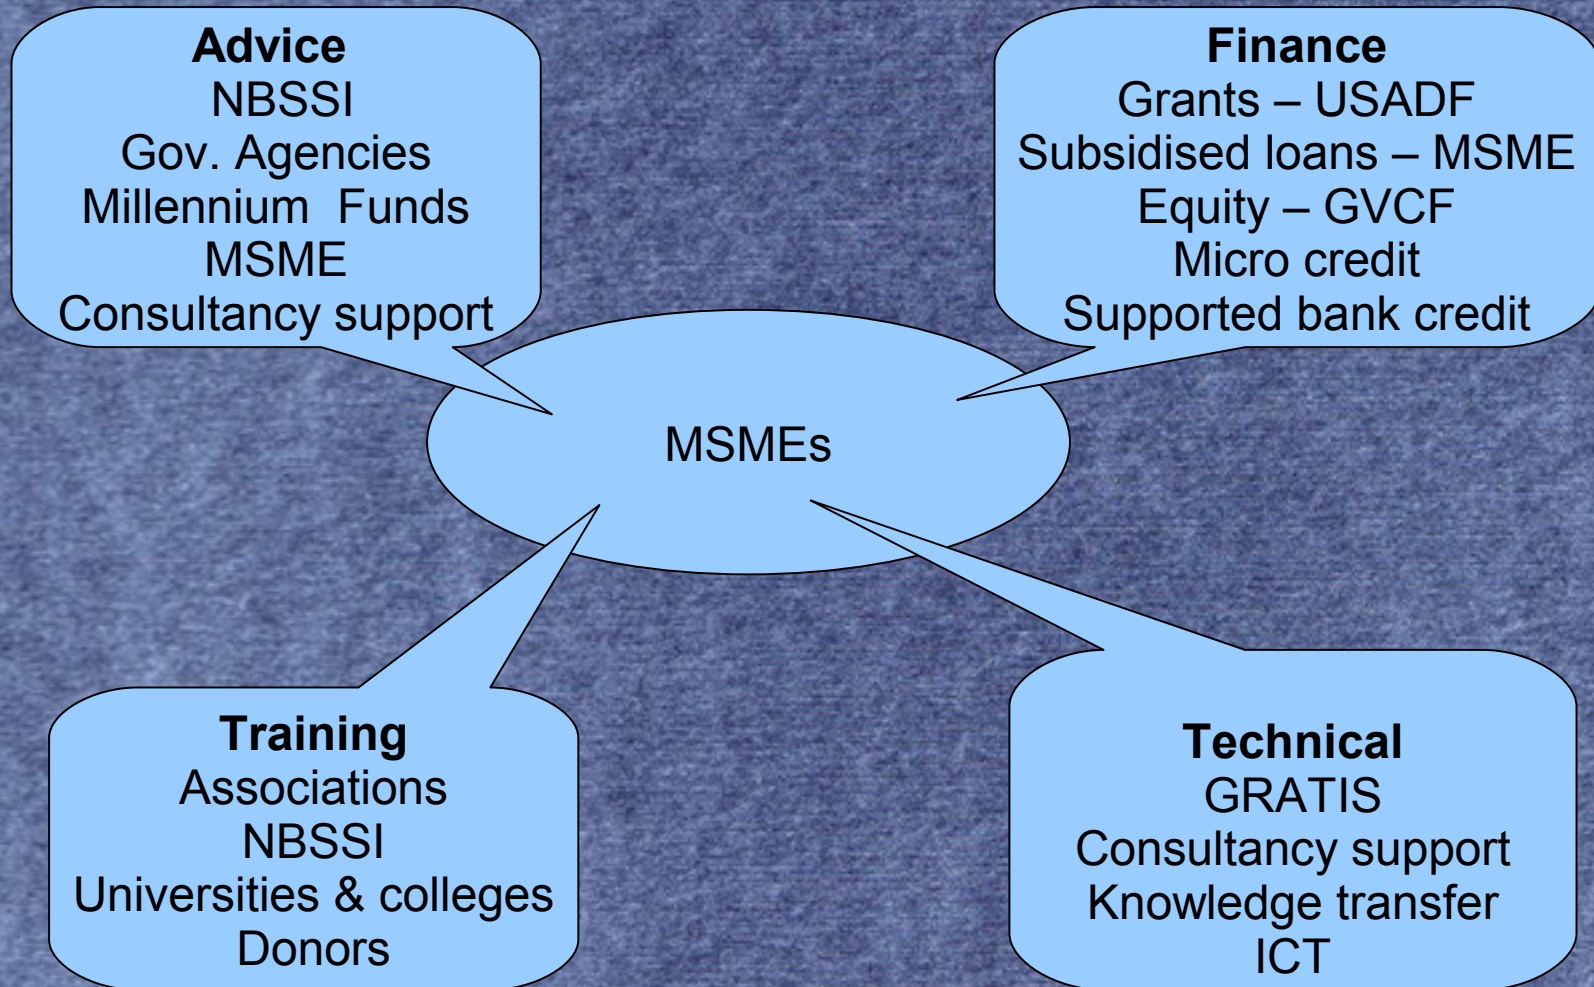 Advice
NBSSI
Gov. Agencies
Millennium  Funds
MSME
Consultancy support
Finance
Grants – USADF
Subsidised loans – MSME
Equity – GVCF
Micro credit
Supported bank credit
MSMEs
Training
Associations
NBSSI
Universities & colleges
Donors
Technical
GRATIS
Consultancy support
Knowledge transfer
ICT